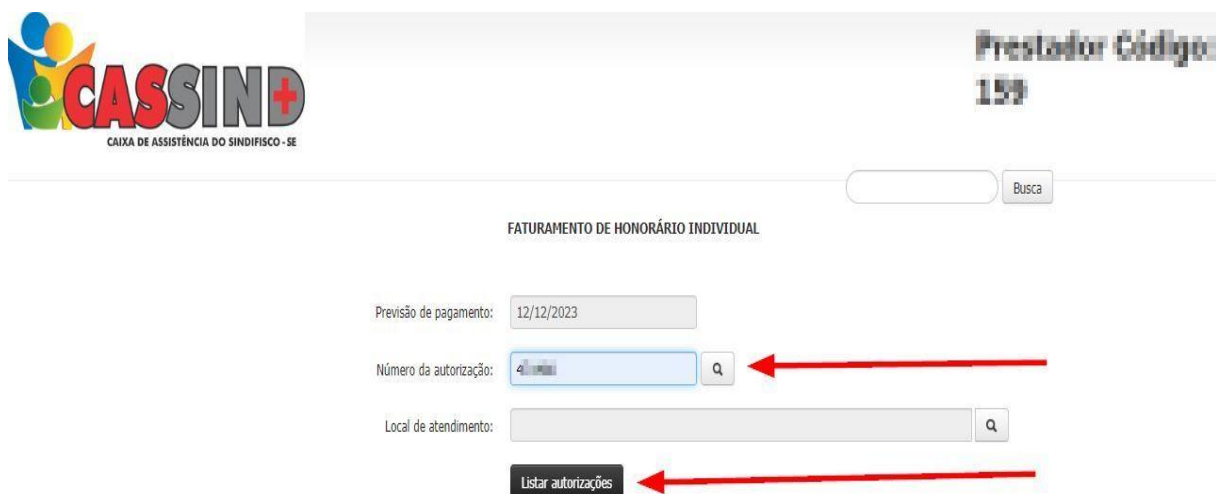 CASSIND
CAIXA DE ASSISTÊNCIA DO SINDIFISCO - SE
Prestador Código:
159
Busca
FATURAMENTO DE HONORÁRIO INDIVIDUAL
Previsão de pagamento: 12/12/2023
Número da autorização: 4
Local de atendimento:
Listar autorizações